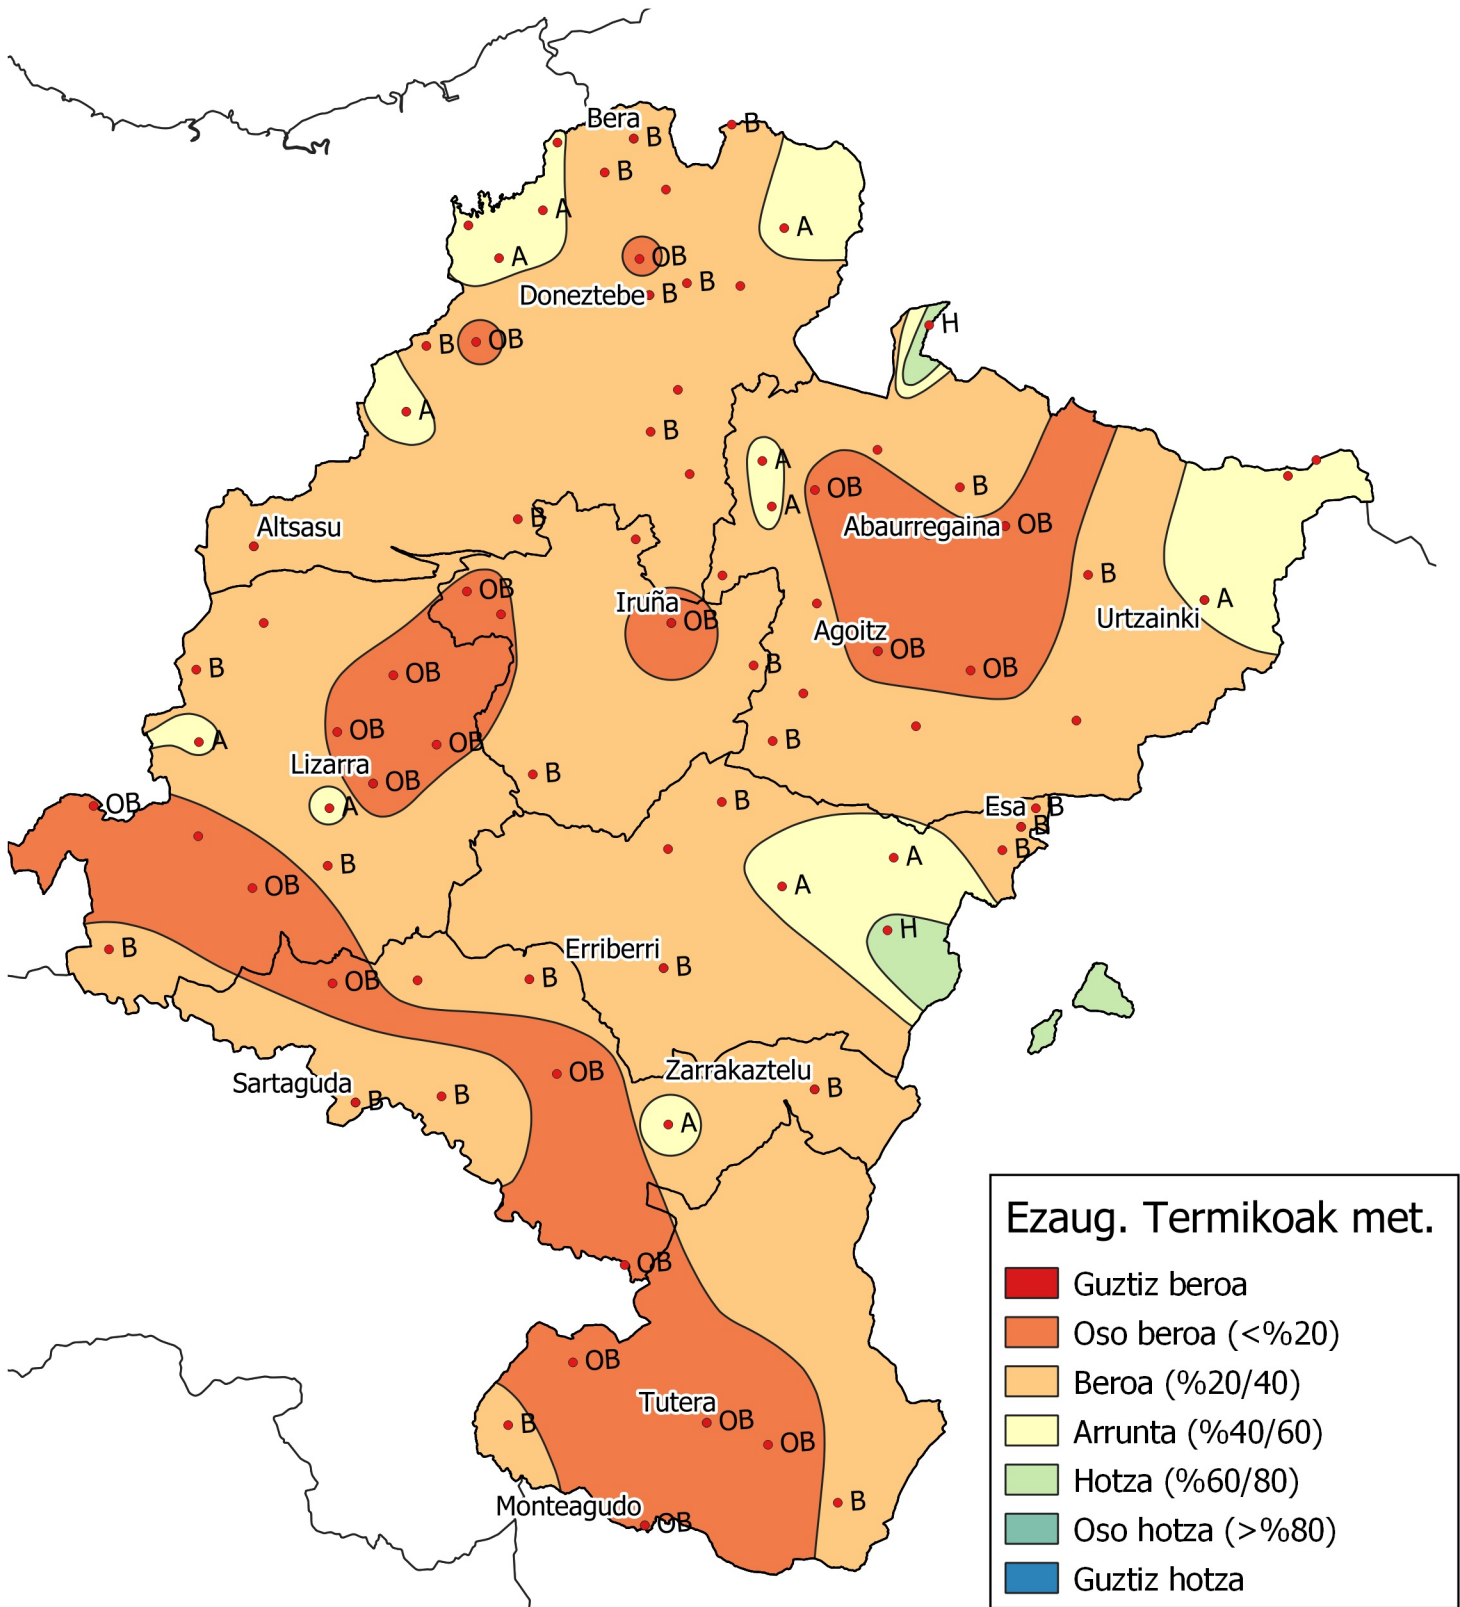 Bera
B
B
B
A
A
A
OB
B
Doneztebe
B
H
B
OB
A
B
A
OB
B
A
B
Altsasu
Abaurregaina
OB
B
OB
A
Iruña
OB
Urtzainki
Agoitz
OB
B
B
OB
OB
OB
A
OB
B
Lizarra
B
OB
OB
A
B
Esa
B
B
B
B
A
OB
A
H
B
Erriberri
B
OB
B
Zarrakaztelu
OB
Sartaguda
B
B
B
A
OB
OB
Tutera
OB
B
OB
B
Monteagudo
OB
Ezaug. Termikoak met.
Guztiz beroa
Oso beroa (<%20)
Beroa (%20/40)
Arrunta (%40/60)
Hotza (%60/80)
Oso hotza (>%80)
Guztiz hotza